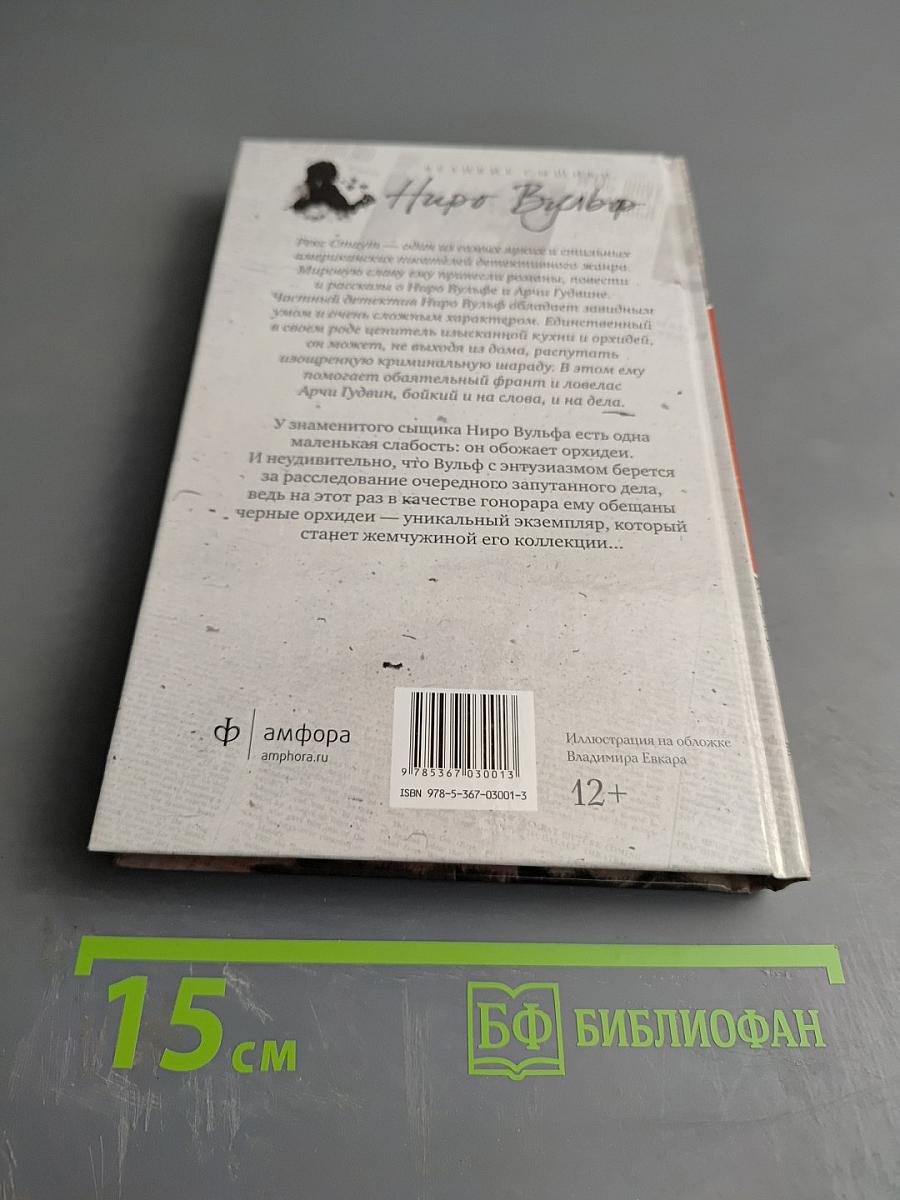 ВЕЛИКИЕ СЫЩИКИ
Ниро Вульф
Рекс Стаут — один из самых ярких и стильных
американских писателей детективного жанра.
Мировую славу ему принесли романы, повести
и рассказы о Ниро Вульфе и Арчи Гудвине.
Частный детектив Ниро Вульф обладает завидным
умом и очень сложным характером. Единственный
в своем роде ценитель изысканной кухни и орхидей,
он может, не выходя из дома, распутать
изощренную криминальную шараду. В этом ему
помогает обаятельный франт и ловелас
Арчи Гудвин, бойкий и на слова, и на дела.
У знаменитого сыщика Ниро Вульфа есть одна
маленькая слабость: он обожает орхидеи.
И неудивительно, что Вульф с энтузиазмом берется
за расследование очередного запутанного дела,
ведь на этот раз в качестве гонорара ему обещаны
черные орхидеи — уникальный экземпляр, который
станет жемчужиной его коллекции...
ф амфора
amphora.ru
9 785367 030013
ISBN 978-5-367-03001-3
Иллюстрация на обложке
Владимира Евкара
12+
15 см
БФ БИБЛИОФАН